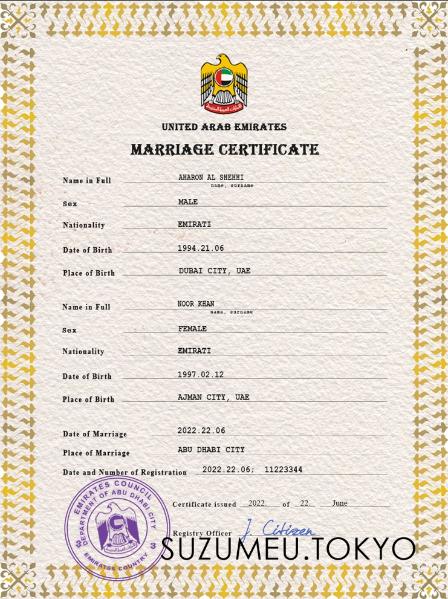 UNITED ARAB EMIRATES
MARRIAGE CERTIFICATE
Name in Full AHARON AL SHEHHI
name, surname
Sex MALE
Nationality EMIRATI
Date of Birth 1994.21.06
Place of Birth DUBAI CITY, UAE
Name in Full NOOR KHAN
name, surname
Sex FEMALE
Nationality EMIRATI
Date of Birth 1997.02.12
Place of Birth AJMAN CITY, UAE
Date of Marriage 2022.22.06
Place of Marriage ABU DHABI CITY
Date and Number of Registration 2022.22.06; 11223344
Certificate issued 2022 of 22 June
Registry Officer J. Citizen
EMIRATES COUNCIL
DEPARTMENT OF ABU DHABI CITY
EMIRATSE COUNTRY
SUZUMEU.TOKYO